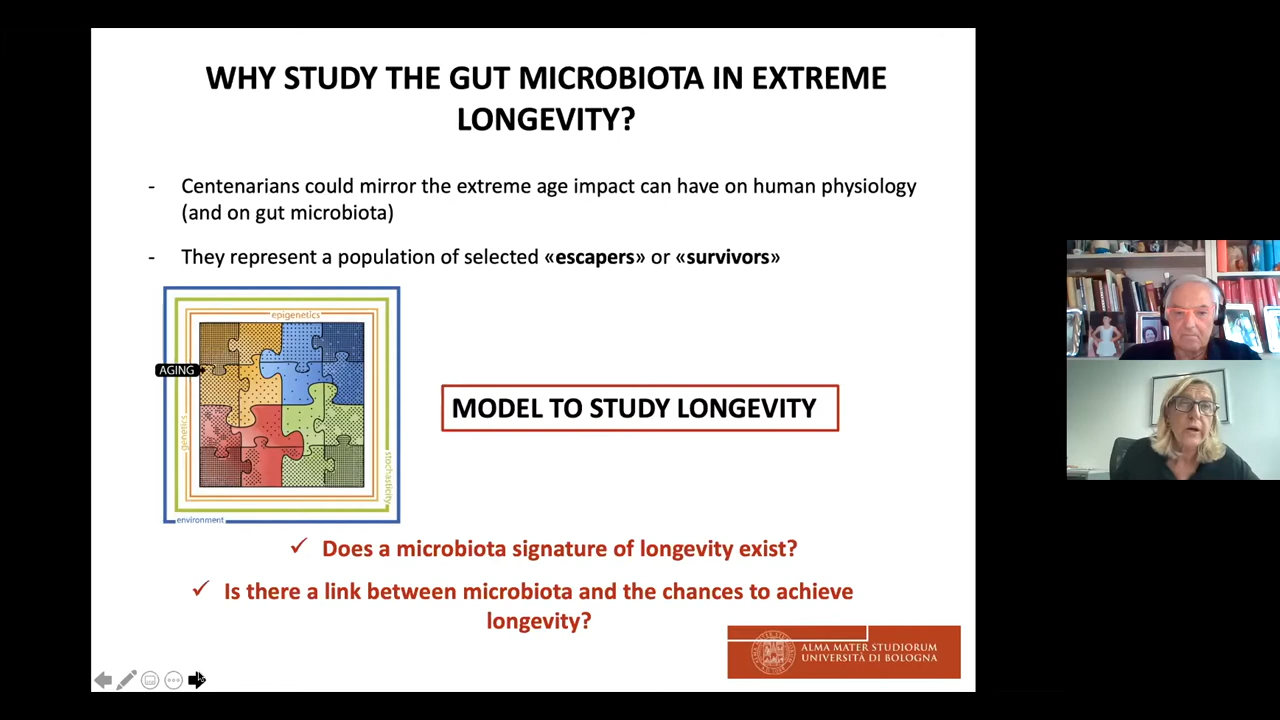 WHY STUDY THE GUT MICROBIOTA IN EXTREME
LONGEVITY?
- Centenarians could mirror the extreme age impact can have on human physiology
(and on gut microbiota)
- They represent a population of selected «escapers» or «survivors»
epigenetics
AGING
genetics
stochasticity
environment
MODEL TO STUDY LONGEVITY
✓ Does a microbiota signature of longevity exist?
✓ Is there a link between microbiota and the chances to achieve
longevity?
ALMA MATER STUDIORUM
UNIVERSITÀ DI BOLOGNA